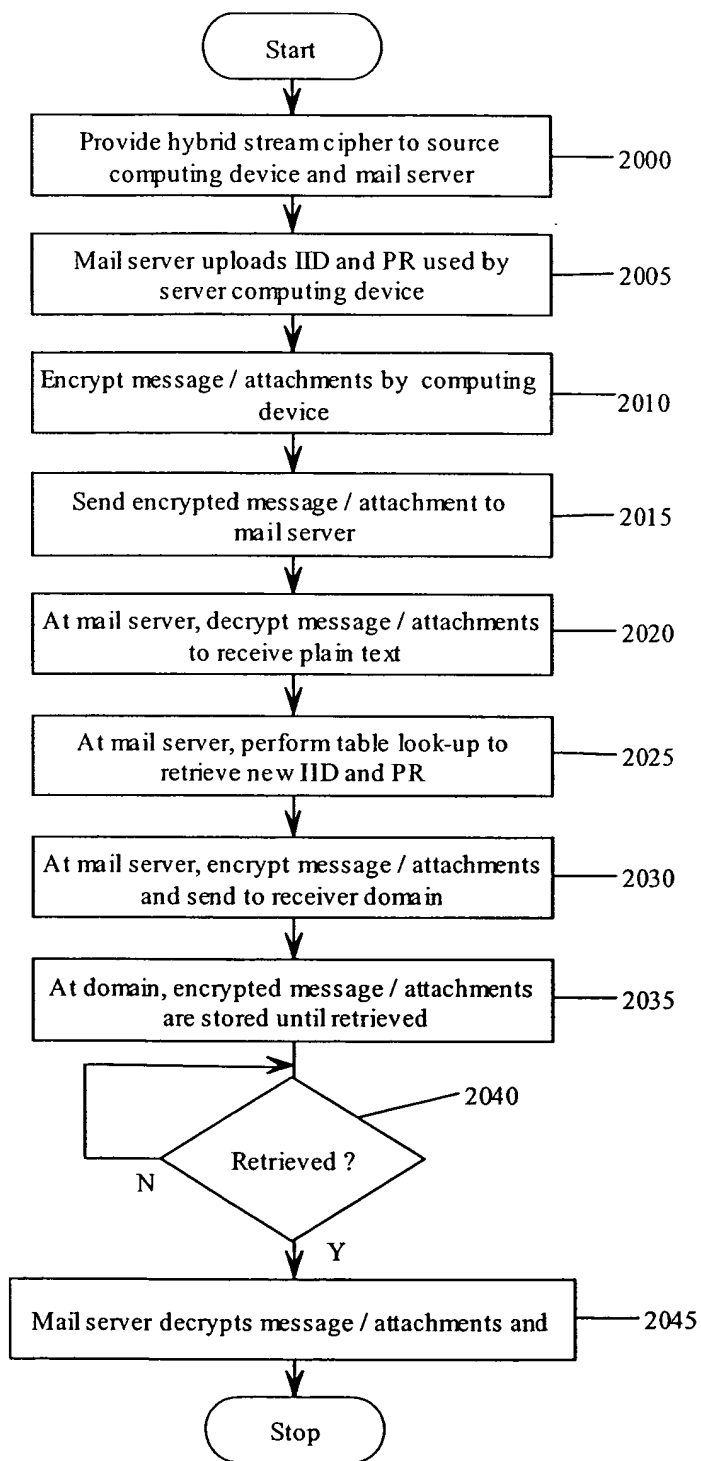 Start
Provide hybrid stream cipher to source
computing device and mail server
2000
Mail server uploads IID and PR used by
server computing device
2005
Encrypt message / attachments by computing
device
2010
Send encrypted message / attachment to
mail server
2015
At mail server, decrypt message / attachments
to receive plain text
2020
At mail server, perform table look-up to
retrieve new IID and PR
2025
At mail server, encrypt message / attachments
and send to receiver domain
2030
At domain, encrypted message / attachments
are stored until retrieved
2035
2040
Retrieved ?
N
Y
Mail server decrypts message / attachments and
2045
Stop